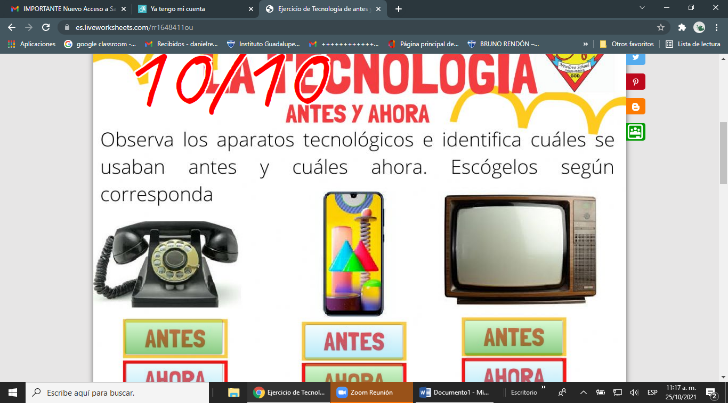 IMPORTANTE Nuevo Acceso a Sa
Ya tengo mi cuenta
Ejercicio de Tecnología de antes
es.liveworksheets.com/rr1648411ou
Aplicaciones
google classroom -...
Recibidos - danielre...
Instituto Guadalupe...
++++++++++++...
Página principal de...
BRUNO RENDÓN –...
»
Otros favoritos
Lista de lectura
10/10
LA TECNOLOGIA
ANTES Y AHORA
Observa los aparatos tecnológicos e identifica cuáles se
usaban antes y cuáles ahora. Escógelos según
corresponda
ANTES
ANTES
ANTES
AHORA
AHORA
AHORA
Escribe aquí para buscar.
Ejercicio de Tecnol...
Zoom Reunión
Documento1 - Mi...
Escritorio
»
ESP
11:17 a. m.
25/10/2021